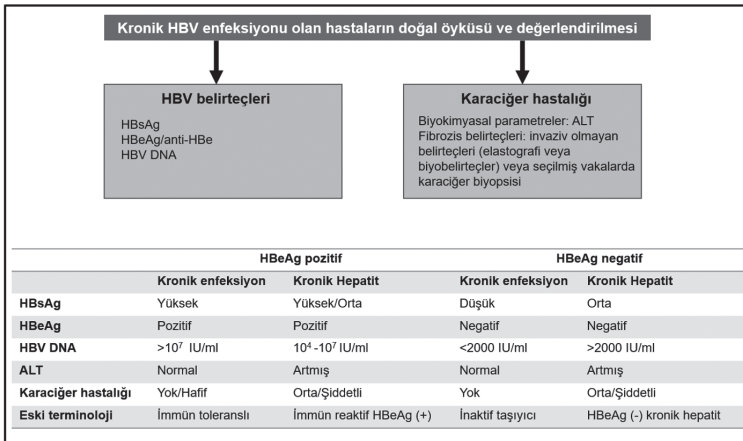 Kronik HBV enfeksiyonu olan hastaların doğal öyküsü ve değerlendirilmesi
HBV belirteçleri
HBsAg
HBeAg/anti-HBe
HBV DNA
Karaciğer hastalığı
Biyokimyasal parametreler: ALT
Fibrozis belirteçleri: invaziv olmayan
belirteçleri (elastografi veya
biyobelirteçler) veya seçilmiş vakalarda
karaciğer biyopsisi
HBeAg pozitif HBeAg negatif
Kronik enfeksiyon Kronik Hepatit Kronik enfeksiyon Kronik Hepatit
HBsAg Yüksek Yüksek/Orta Düşük Orta
HBeAg Pozitif Pozitif Negatif Negatif
HBV DNA >10⁷ IU/ml 10⁴ -10⁷ IU/ml <2000 IU/ml >2000 IU/ml
ALT Normal Artmış Normal Artmış
Karaciğer hastalığı Yok/Hafif Orta/Şiddetli Yok Orta/Şiddetli
Eski terminoloji İmmün toleranslı İmmün reaktif HBeAg (+) İnaktif taşıyıcı HBeAg (-) kronik hepatit